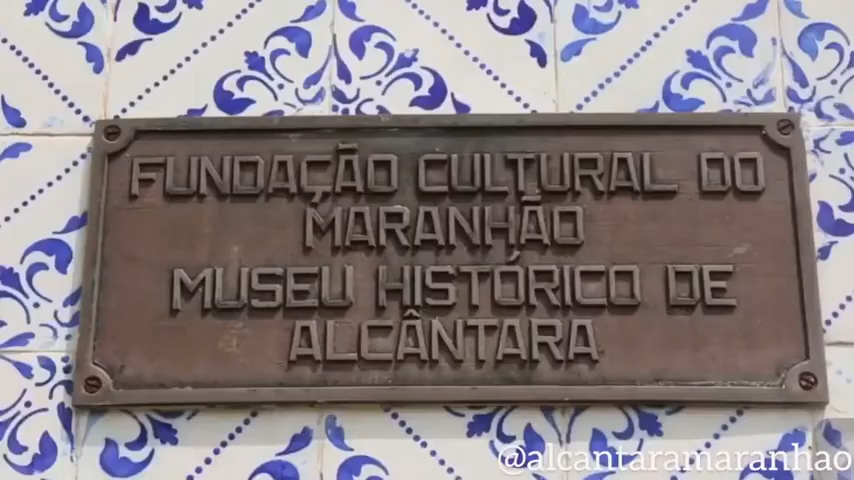 FUNDAÇÃO CULTURAL DO
MARANHÃO
MUSEU HISTÓRICO DE
ALCÂNTARA
@alcantaramaranhao